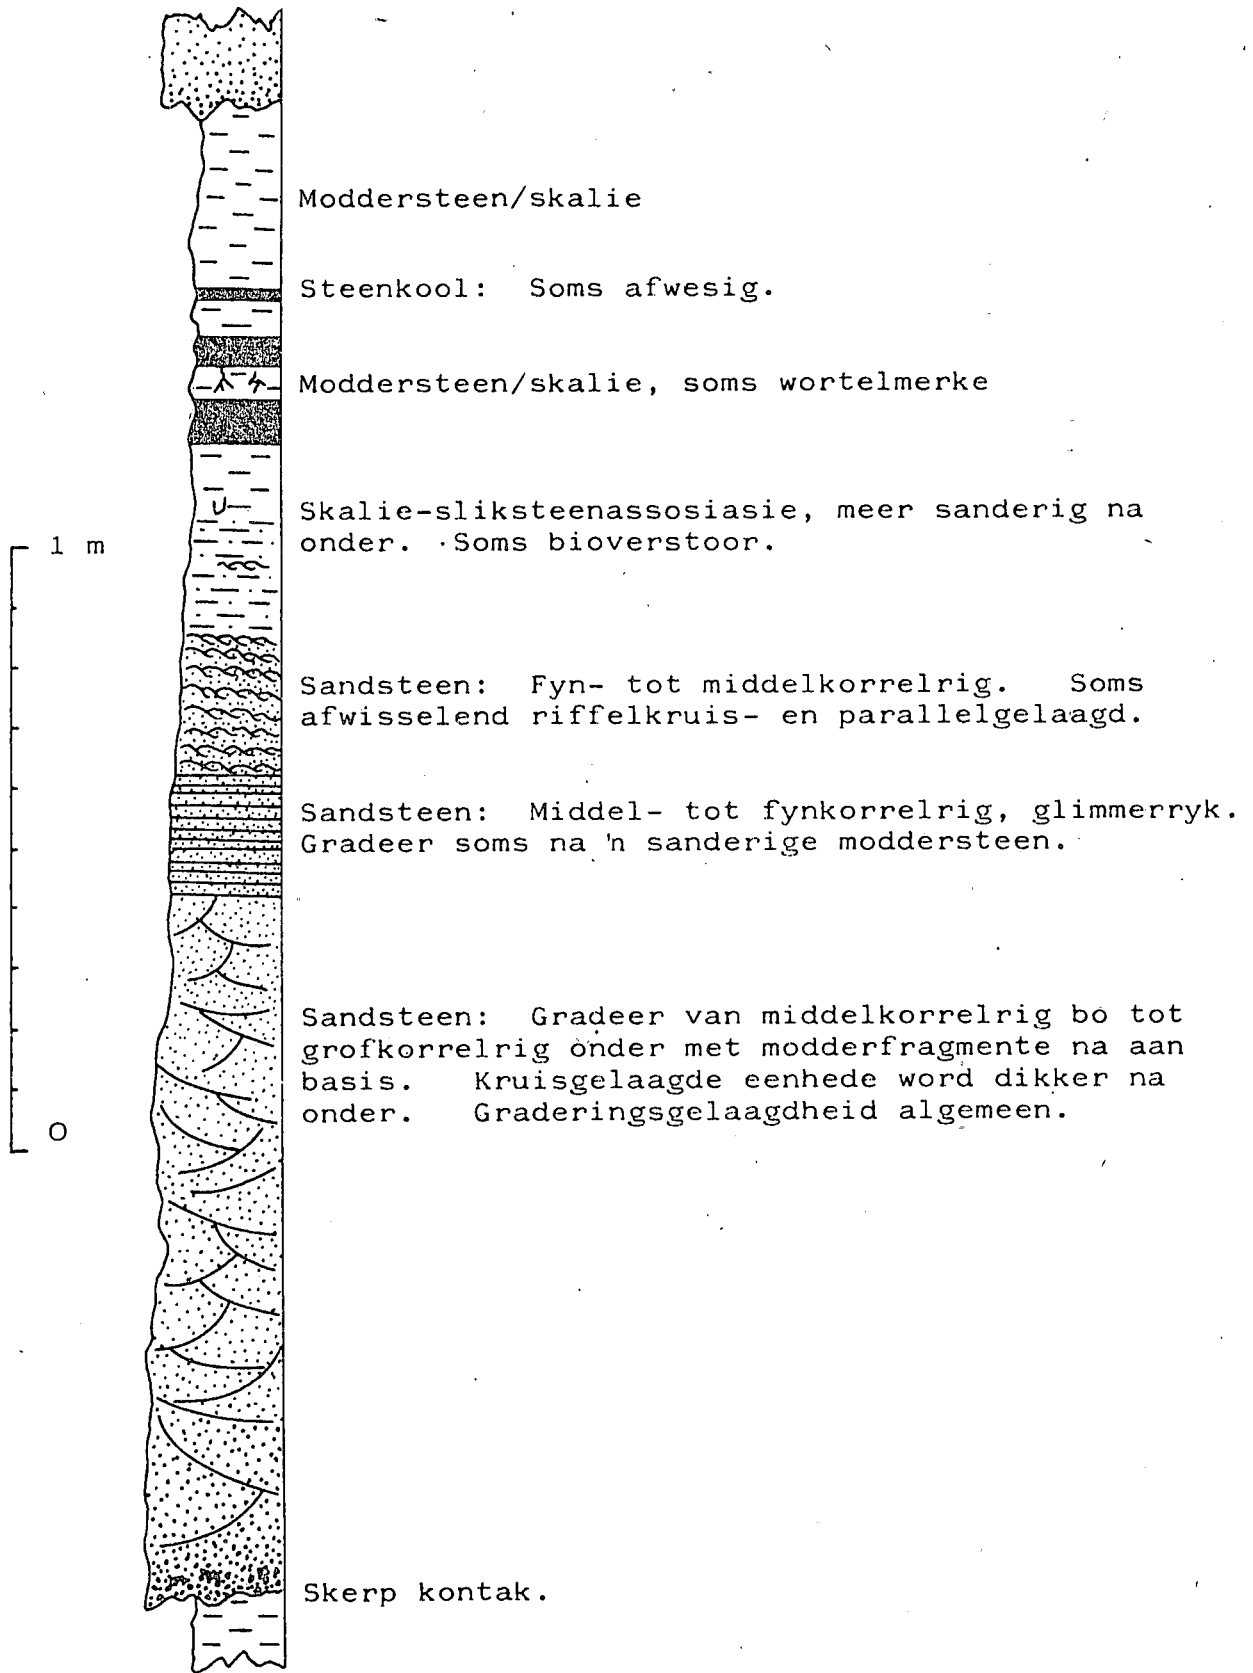 Moddersteen/skalie
Steenkool: Soms afwesig.
Moddersteen/skalie, soms wortelmerke
Skalie-sliksteenassosiasie, meer sanderig na
onder. Soms bioverstoor.
1 m
Sandsteen: Fyn- tot middelkorrelrig. Soms
afwisselend riffelkruis- en parallelgelaagd.
Sandsteen: Middel- tot fynkorrelrig, glimmerryk.
Gradeer soms na 'n sanderige moddersteen.
Sandsteen: Gradeer van middelkorrelrig bo tot
grofkorrelrig onder met modderfragmente na aan
basis. Kruisgelaagde eenhede word dikker na
onder. Graderingsgelaagdheid algemeen.
0
Skerp kontak.